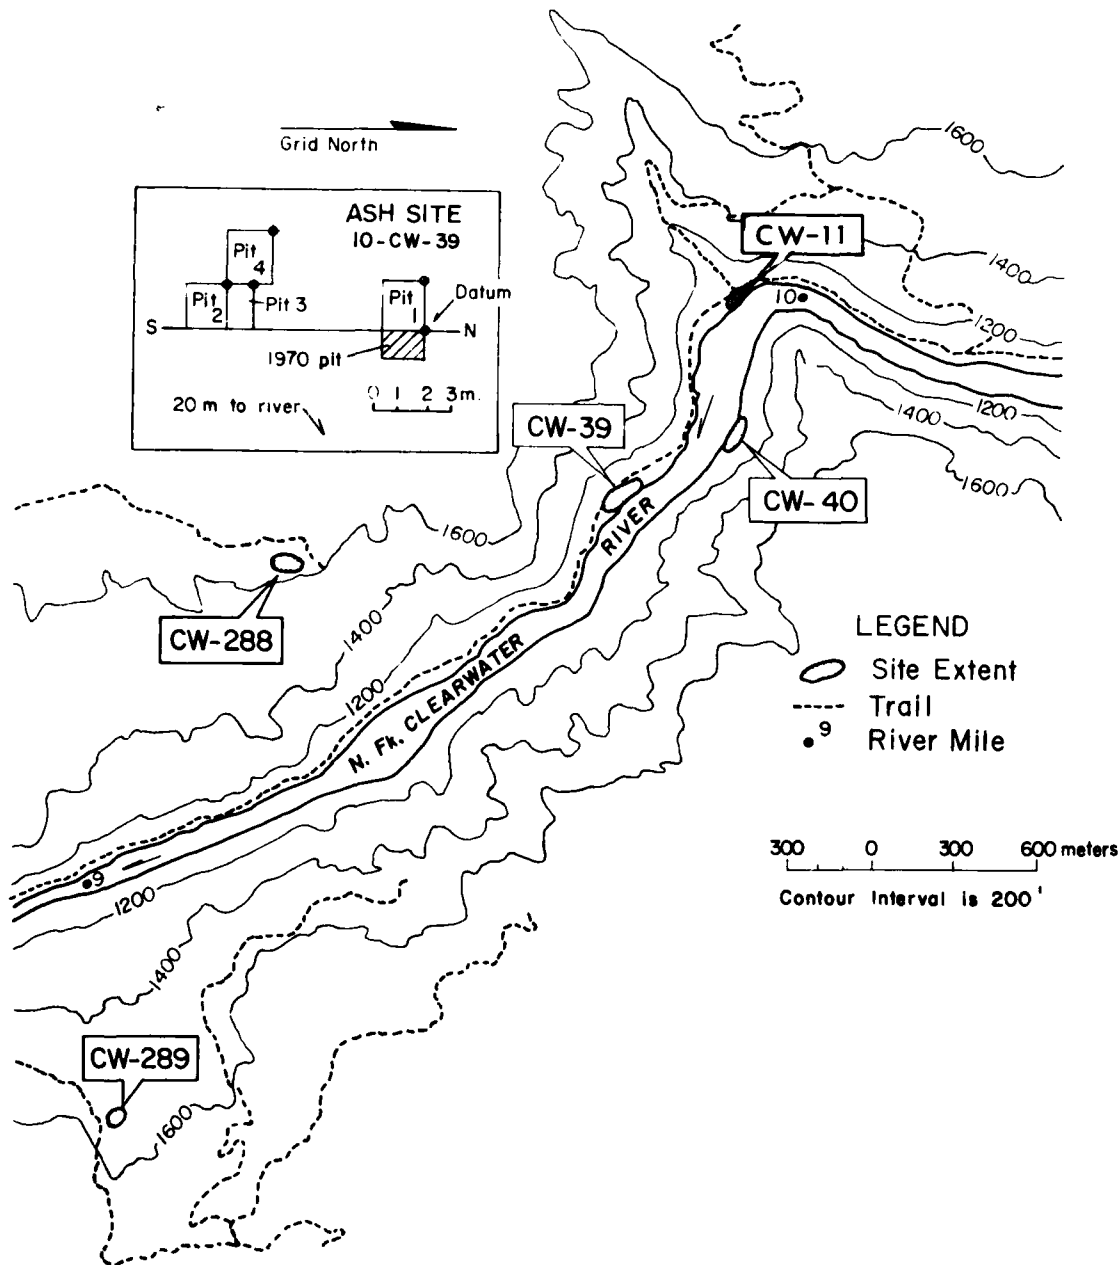 1600
Grid North
ASH SITE
10-CW-39
Pit
4
Pit
2
Pit 3
Pit
1
Datum
S
N
1970 pit
0 1 2 3 m.
20 m to river
CW-11
1400
10
1200
CW-39
1400
1200
1600
CW-40
RIVER
1600
CW-288
1400
1200
N. Fk. CLEARWATER
LEGEND
Site Extent
Trail
9
River Mile
300 0 300 600 meters
Contour Interval is 200'
9
1200
1400
CW-289
1600